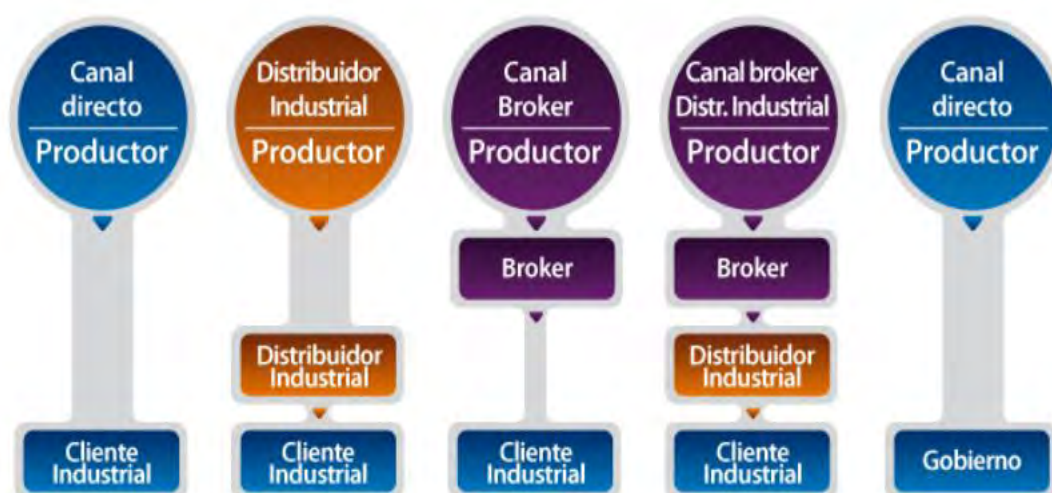 Canal
directo
Productor
Cliente
Industrial
Distribuidor
Industrial
Productor
Distribuidor
Industrial
Cliente
Industrial
Canal
Broker
Productor
Broker
Cliente
Industrial
Canal broker
Distr. Industrial
Productor
Broker
Distribuidor
Industrial
Cliente
Industrial
Canal
directo
Productor
Gobierno